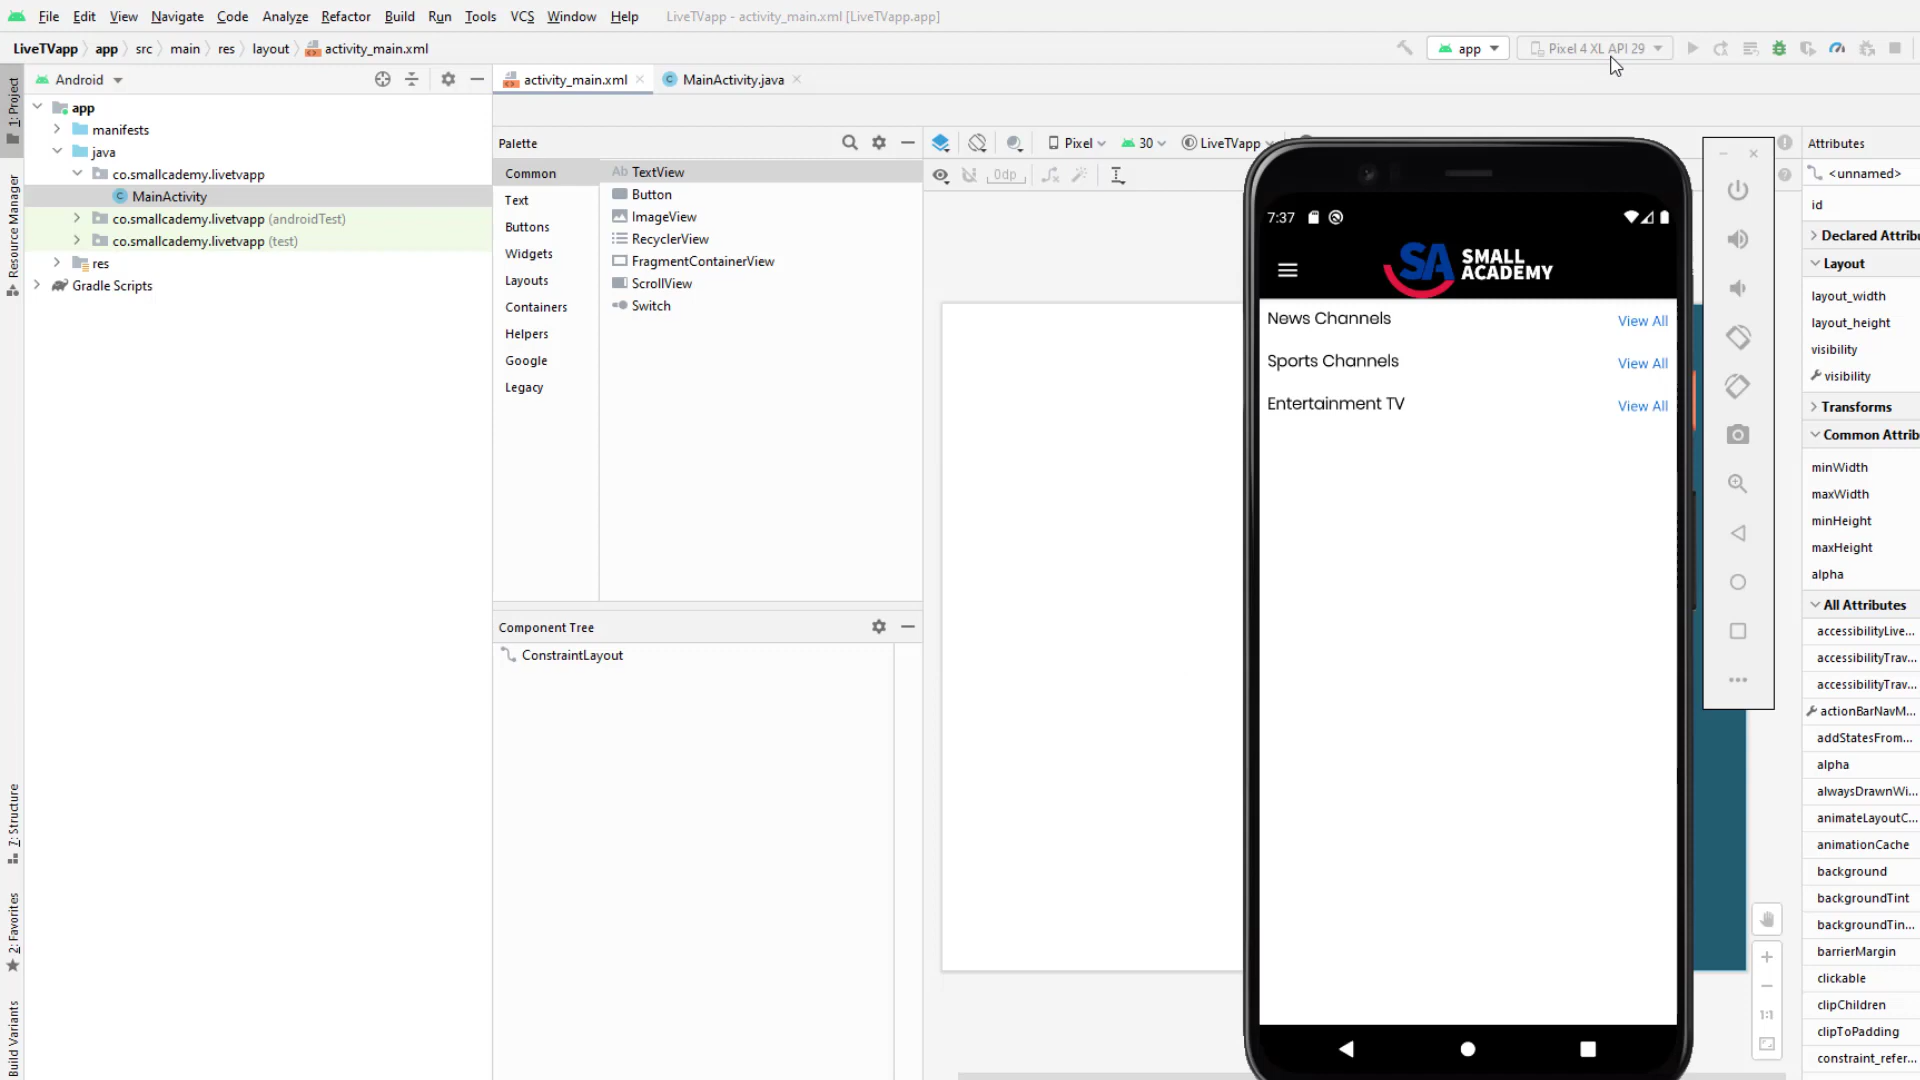 File Edit View Navigate Code Analyze Refactor Build Run Tools VCS Window Help LiveTVapp - activity_main.xml [LiveTVapp.app]
LiveTVapp app src main res layout activity_main.xml
app Pixel 4 XL API 29
1: Project
Resource Manager
7: Structure
2: Favorites
Build Variants
Android
app
manifests
java
co.smallcademy.livetvapp
MainActivity
co.smallcademy.livetvapp (androidTest)
co.smallcademy.livetvapp (test)
res
Gradle Scripts
activity_main.xml MainActivity.java
Palette
Common
Text
Buttons
Widgets
Layouts
Containers
Helpers
Google
Legacy
Ab TextView
Button
ImageView
RecyclerView
FragmentContainerView
ScrollView
Switch
Component Tree
ConstraintLayout
Pixel 30 LiveTVapp
0dp
7:37
SA SMALL
ACADEMY
News Channels View All
Sports Channels View All
Entertainment TV View All
1:1
Attributes
<unnamed>
id
Declared Attribu
Layout
layout_width
layout_height
visibility
visibility
Transforms
Common Attrib
minWidth
maxWidth
minHeight
maxHeight
alpha
All Attributes
accessibilityLive...
accessibilityTrav...
accessibilityTrav...
actionBarNavM...
addStatesFrom...
alpha
alwaysDrawnWi...
animateLayoutC...
animationCache
background
backgroundTint
backgroundTin...
barrierMargin
clickable
clipChildren
clipToPadding
constraint_refer...